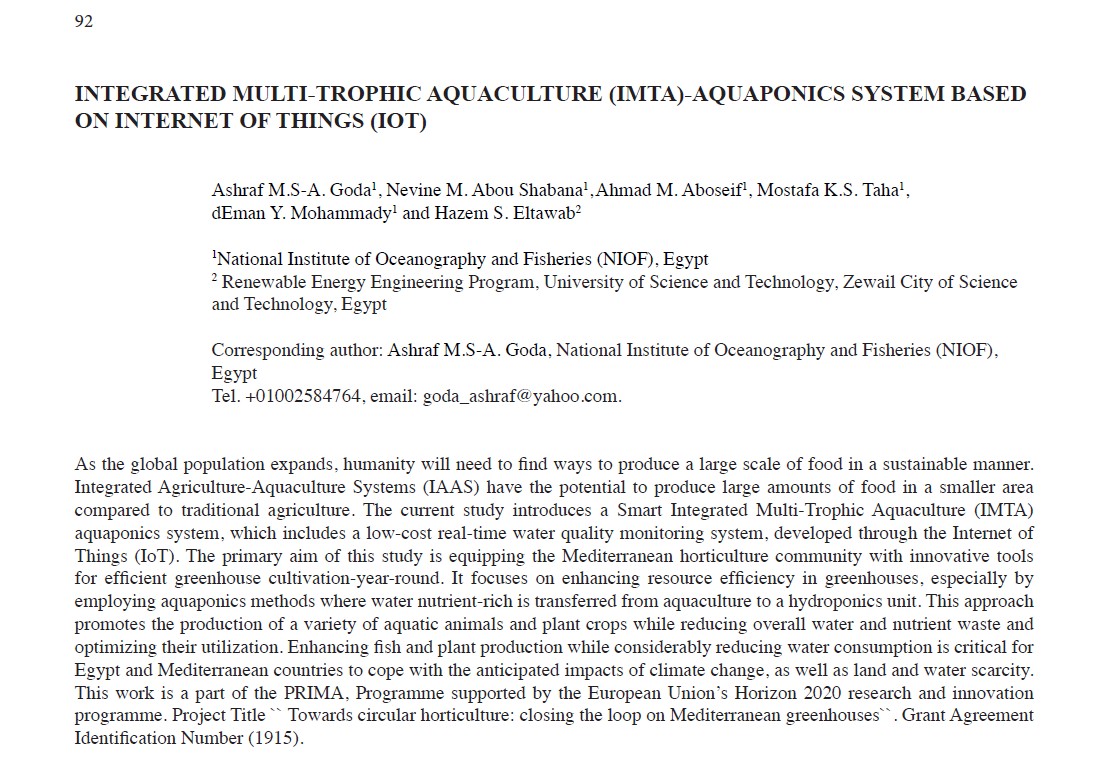 92
INTEGRATED MULTI-TROPHIC AQUACULTURE (IMTA)-AQUAPONICS SYSTEM BASED
ON INTERNET OF THINGS (IOT)
Ashraf M.S-A. Goda¹, Nevine M. Abou Shabana¹,Ahmad M. Aboseif¹, Mostafa K.S. Taha¹,
dEman Y. Mohammady¹ and Hazem S. Eltawab²
¹National Institute of Oceanography and Fisheries (NIOF), Egypt
² Renewable Energy Engineering Program, University of Science and Technology, Zewail City of Science
and Technology, Egypt
Corresponding author: Ashraf M.S-A. Goda, National Institute of Oceanography and Fisheries (NIOF),
Egypt
Tel. +01002584764, email: goda_ashraf@yahoo.com.
As the global population expands, humanity will need to find ways to produce a large scale of food in a sustainable manner.
Integrated Agriculture-Aquaculture Systems (IAAS) have the potential to produce large amounts of food in a smaller area
compared to traditional agriculture. The current study introduces a Smart Integrated Multi-Trophic Aquaculture (IMTA)
aquaponics system, which includes a low-cost real-time water quality monitoring system, developed through the Internet of
Things (IoT). The primary aim of this study is equipping the Mediterranean horticulture community with innovative tools
for efficient greenhouse cultivation-year-round. It focuses on enhancing resource efficiency in greenhouses, especially by
employing aquaponics methods where water nutrient-rich is transferred from aquaculture to a hydroponics unit. This approach
promotes the production of a variety of aquatic animals and plant crops while reducing overall water and nutrient waste and
optimizing their utilization. Enhancing fish and plant production while considerably reducing water consumption is critical for
Egypt and Mediterranean countries to cope with the anticipated impacts of climate change, as well as land and water scarcity.
This work is a part of the PRIMA, Programme supported by the European Union’s Horizon 2020 research and innovation
programme. Project Title `` Towards circular horticulture: closing the loop on Mediterranean greenhouses``. Grant Agreement
Identification Number (1915).